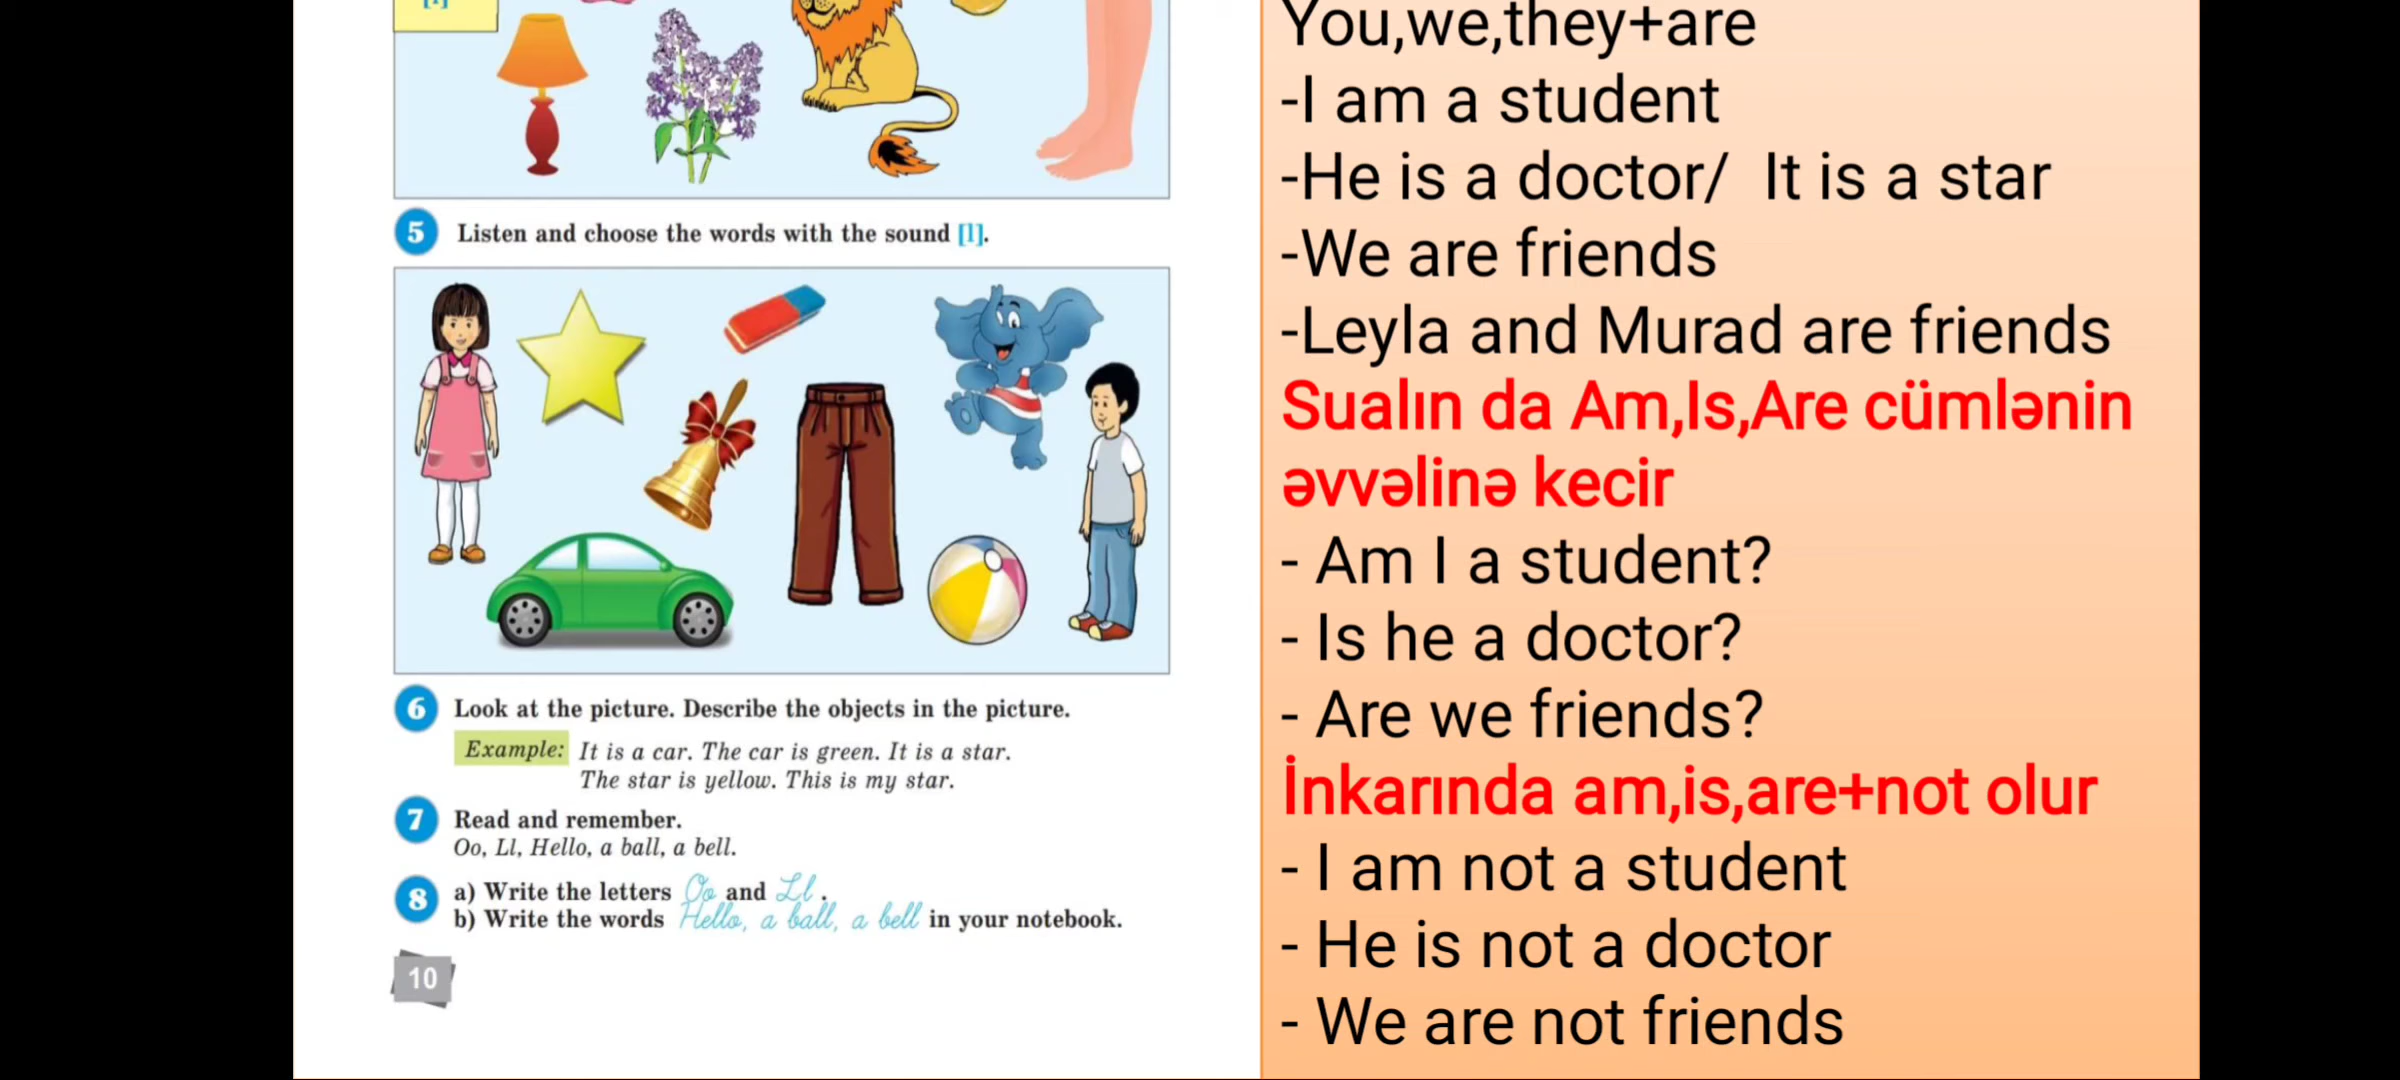 5 Listen and choose the words with the sound [l].
6 Look at the picture. Describe the objects in the picture.
Example: It is a car. The car is green. It is a star.
The star is yellow. This is my star.
7 Read and remember.
Oo, Ll, Hello, a ball, a bell.
8 a) Write the letters Oo and Ll.
b) Write the words Hello, a ball, a bell in your notebook.
10
You,we,they+are
-I am a student
-He is a doctor/ It is a star
-We are friends
-Leyla and Murad are friends
Sualın da Am,Is,Are cümlənin
əvvəlinə kecir
- Am I a student?
- Is he a doctor?
- Are we friends?
İnkarında am,is,are+not olur
- I am not a student
- He is not a doctor
- We are not friends